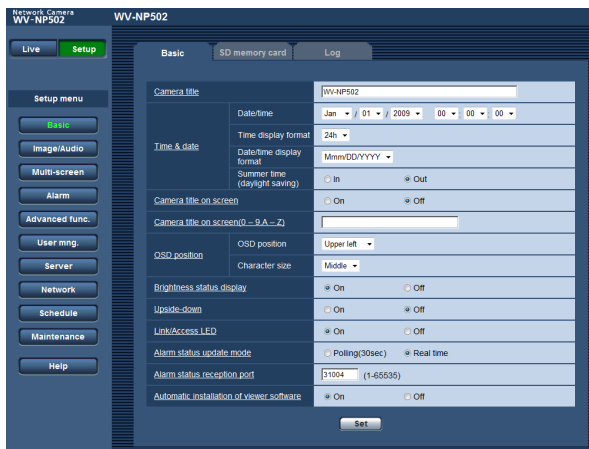 Network Camera
WV-NP502
WV-NP502
Live Setup
Basic SD memory card Log
Setup menu
Basic
Image/Audio
Multi-screen
Alarm
Advanced func.
User mng.
Server
Network
Schedule
Maintenance
Help
Camera title WV-NP502
Time & date
Date/time Jan / 01 / 2009 00 : 00 : 00
Time display format 24h
Date/time display
format Mmm/DD/YYYY
Summer time
(daylight saving) In Out
Camera title on screen On Off
Camera title on screen(0 – 9,A – Z)
OSD position
OSD position Upper left
Character size Middle
Brightness status display On Off
Upside-down On Off
Link/Access LED On Off
Alarm status update
mode Polling(30sec) Real time
Alarm status reception
port 31004 (1-65535)
Automatic installation of viewer software On Off
Set